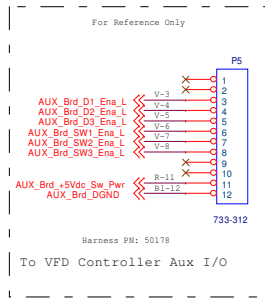 For Reference Only
P5
1
2
V-3 3
AUX_Brd_D1_Ena_L V-4 4
AUX_Brd_D2_Ena_L V-5 5
AUX_Brd_D3_Ena_L V-6 6
AUX_Brd_SW1_Ena_L V-7 7
AUX_Brd_SW2_Ena_L V-8 8
AUX_Brd_SW3_Ena_L
9
10
R-11 11
AUX_Brd_+5Vdc_Sw_Pwr Bl-12 12
AUX_Brd_DGND
733-312
Harness PN: 50178
To VFD Controller Aux I/O